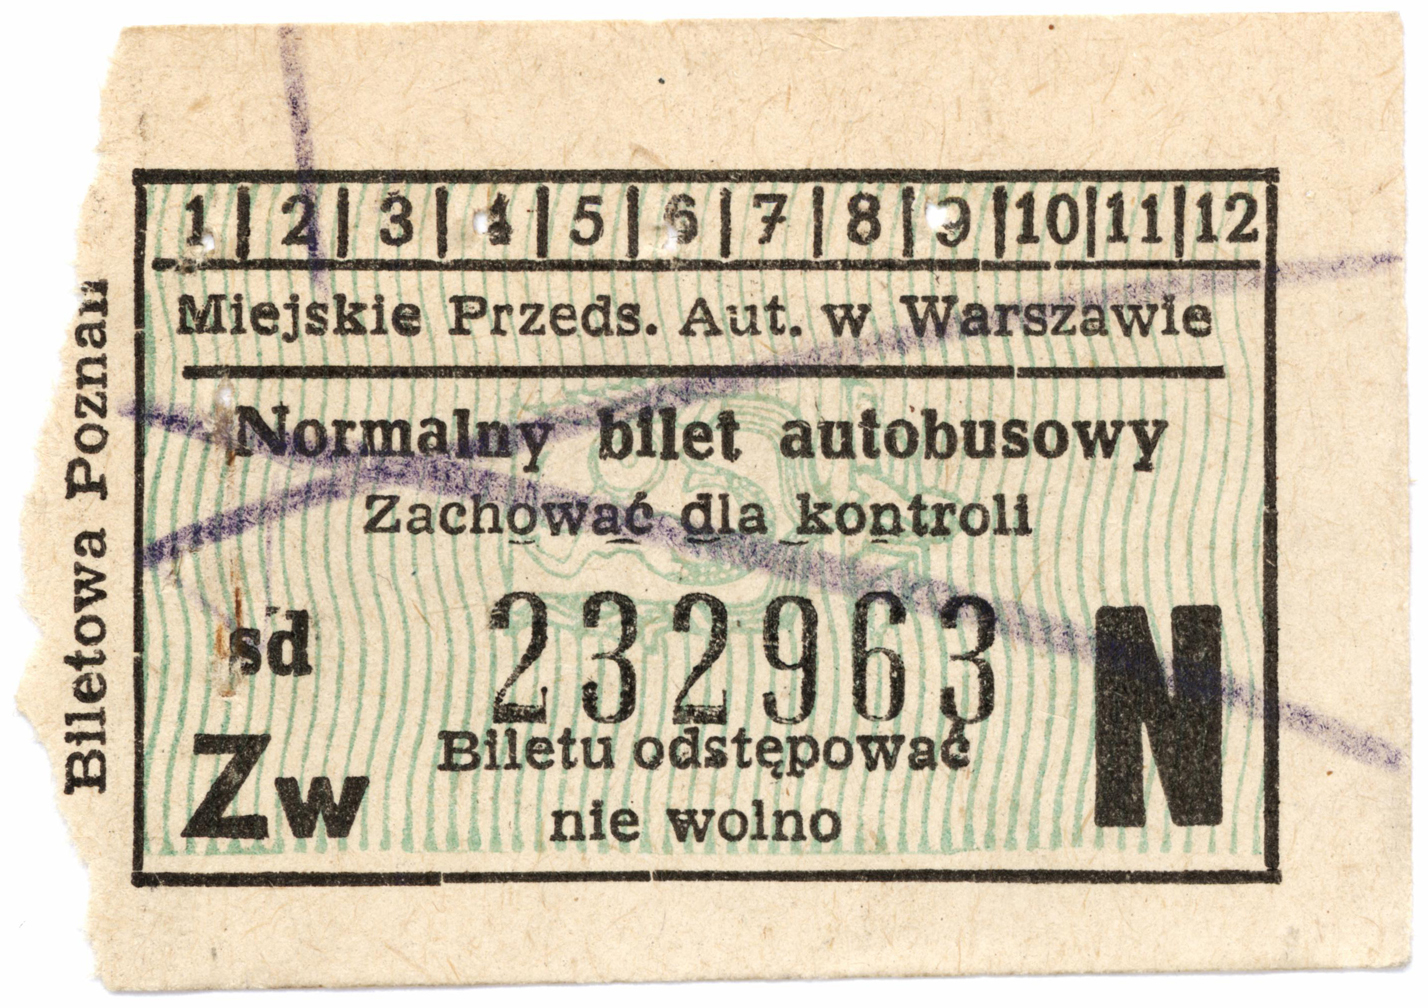 1|2|3|4|5|6|7|8|9|10|11|12
Miejskie Przeds. Aut. w Warszawie
Normalny bilet autobusowy
Zachować dla kontroli
sd 232963 N
Zw
Biletu odstępować
nie wolno
Biletowa Poznań